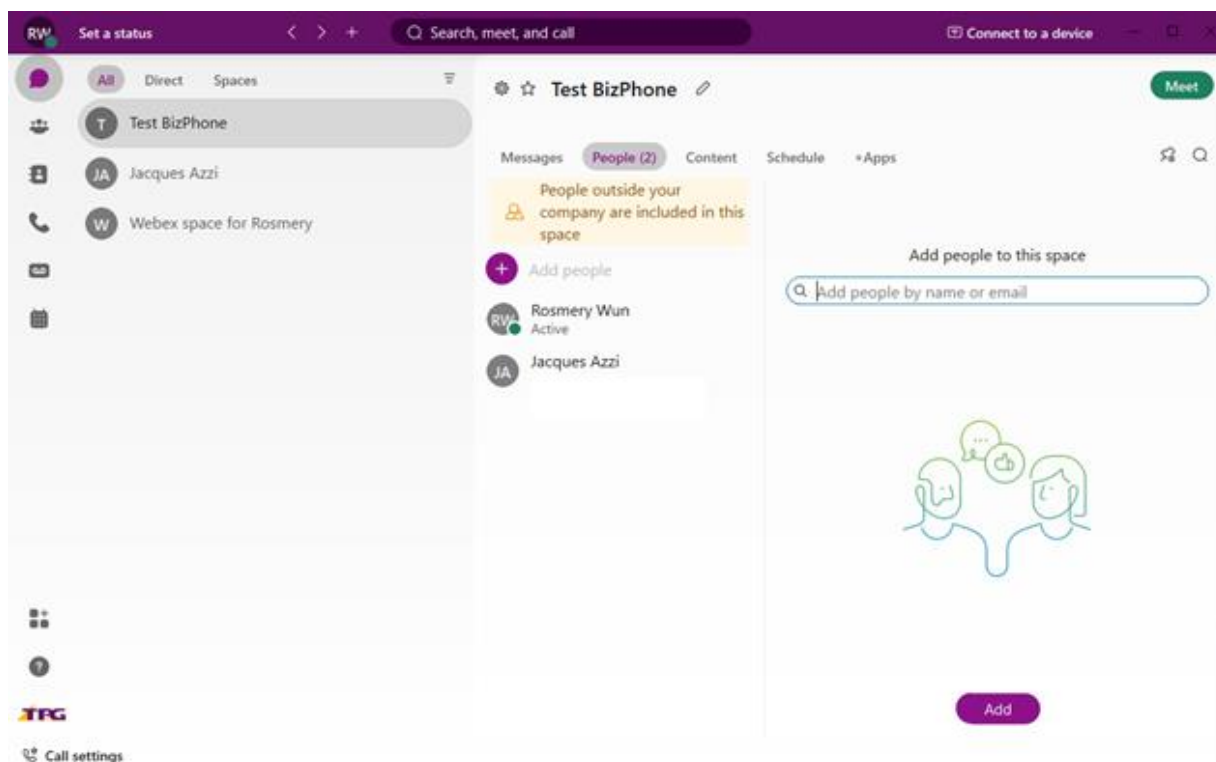 RW Set a status Search, meet, and call Connect to a device
All Direct Spaces
T Test BizPhone
JA Jacques Azzi
W Webex space for Rosmery
Test BizPhone Meet
Messages People (2) Content Schedule +Apps
People outside your
company are included in this
space
Add people
RW Rosmery Wun
Active
JA Jacques Azzi
Add people to this space
Add people by name or email
Add
TPG
Call settings